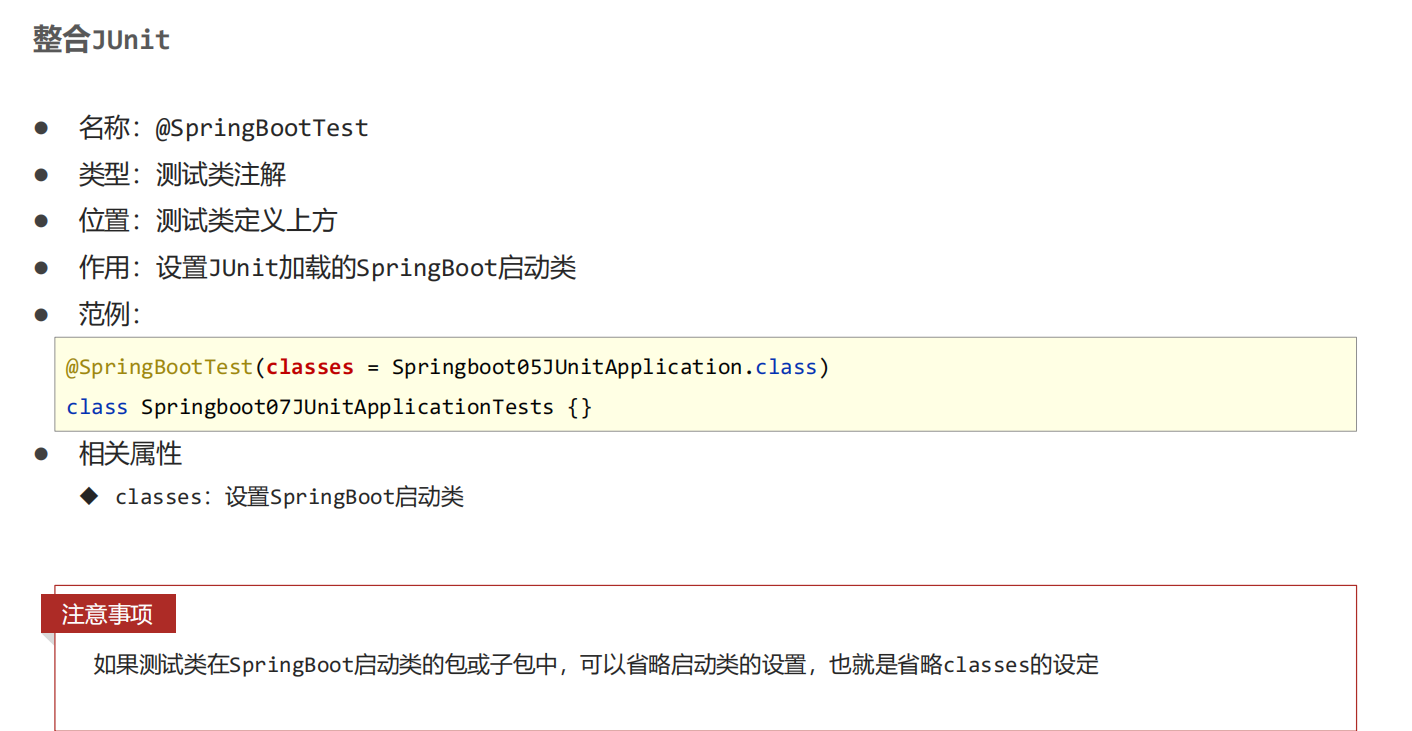 整合JUnit
● 名称：@SpringBootTest
● 类型：测试类注解
● 位置：测试类定义上方
● 作用：设置JUnit加载的SpringBoot启动类
● 范例：
@SpringBootTest(classes = Springboot05JUnitApplication.class)
class Springboot07JUnitApplicationTests {}
● 相关属性
◆ classes：设置SpringBoot启动类
注意事项
如果测试类在SpringBoot启动类的包或子包中，可以省略启动类的设置，也就是省略classes的设定